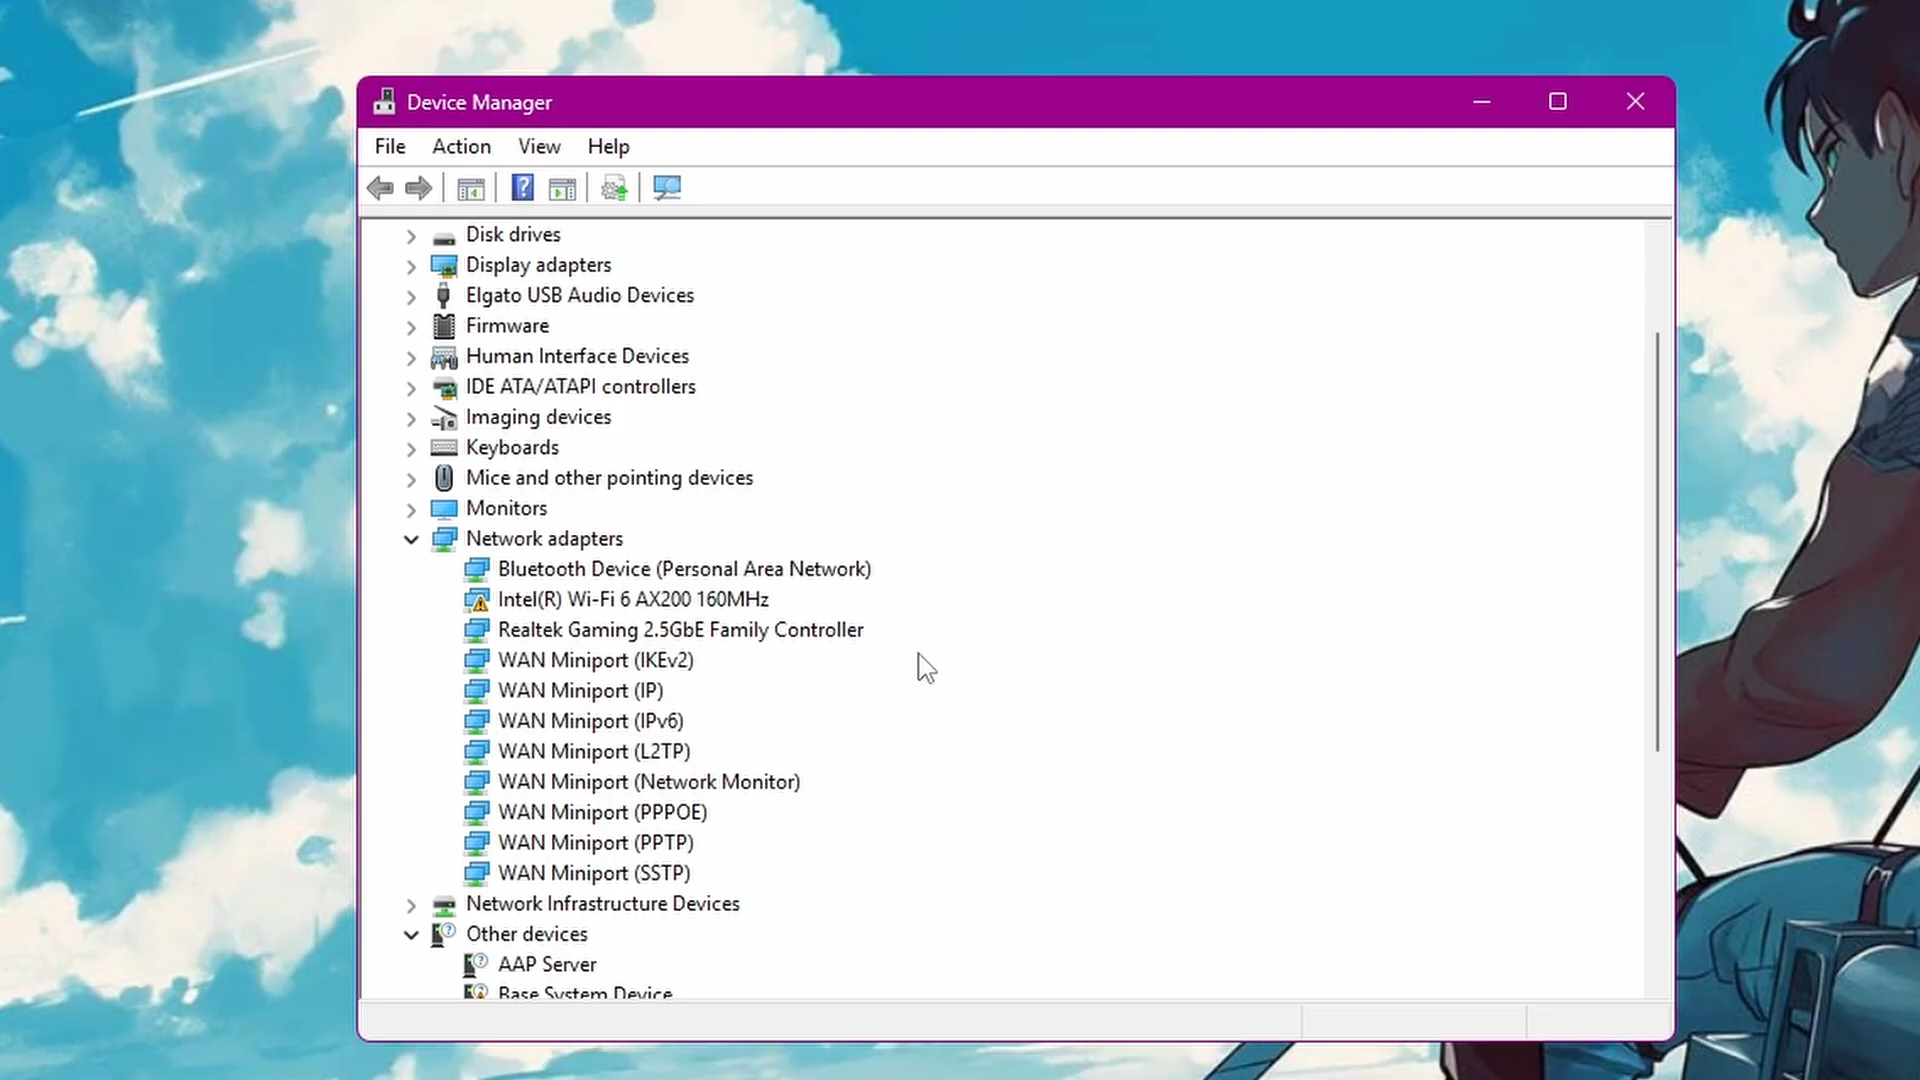 Device Manager
File Action View Help
Disk drives
Display adapters
Elgato USB Audio Devices
Firmware
Human Interface Devices
IDE ATA/ATAPI controllers
Imaging devices
Keyboards
Mice and other pointing devices
Monitors
Network adapters
Bluetooth Device (Personal Area Network)
Intel(R) Wi-Fi 6 AX200 160MHz
Realtek Gaming 2.5GbE Family Controller
WAN Miniport (IKEv2)
WAN Miniport (IP)
WAN Miniport (IPv6)
WAN Miniport (L2TP)
WAN Miniport (Network Monitor)
WAN Miniport (PPPOE)
WAN Miniport (PPTP)
WAN Miniport (SSTP)
Network Infrastructure Devices
Other devices
AAP Server
Base System Device